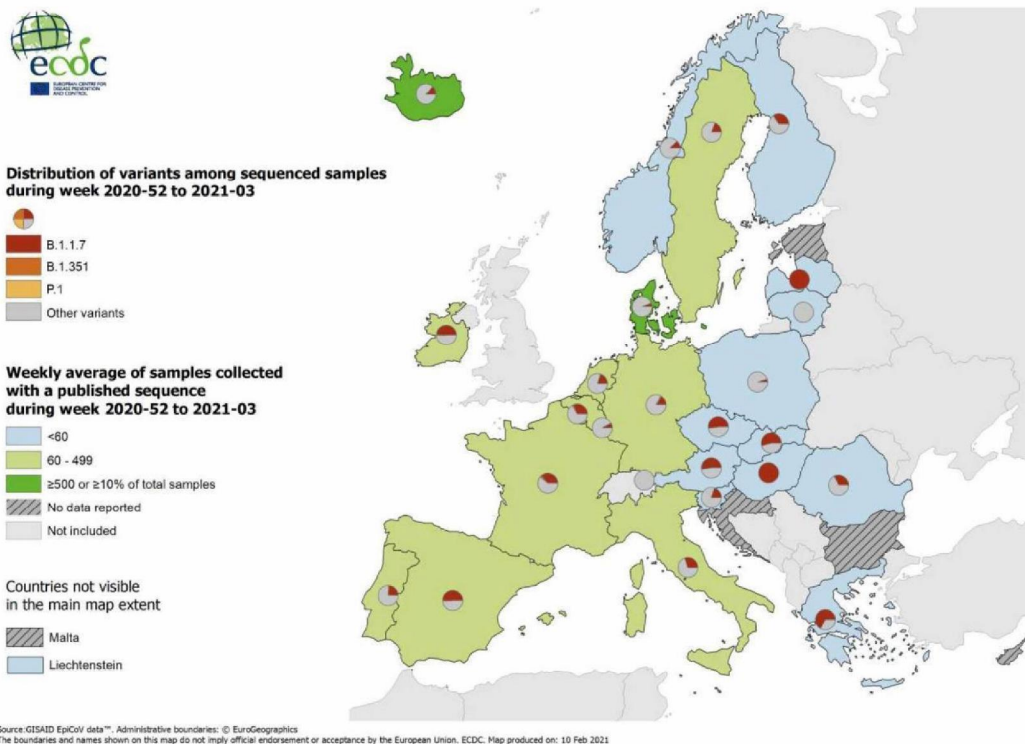 ecdc
EUROPEAN CENTRE FOR
DISEASE PREVENTION
AND CONTROL
Distribution of variants among sequenced samples
during week 2020-52 to 2021-03
B.1.1.7
B.1.351
P.1
Other variants
Weekly average of samples collected
with a published sequence
during week 2020-52 to 2021-03
<60
60 - 499
≥500 or ≥10% of total samples
No data reported
Not included
Countries not visible
in the main map extent
Malta
Liechtenstein
Source:GISAID EpiCoV data™. Administrative boundaries: © EuroGeographics
The boundaries and names shown on this map do not imply official endorsement or acceptance by the European Union. ECDC. Map produced on: 10 Feb 2021